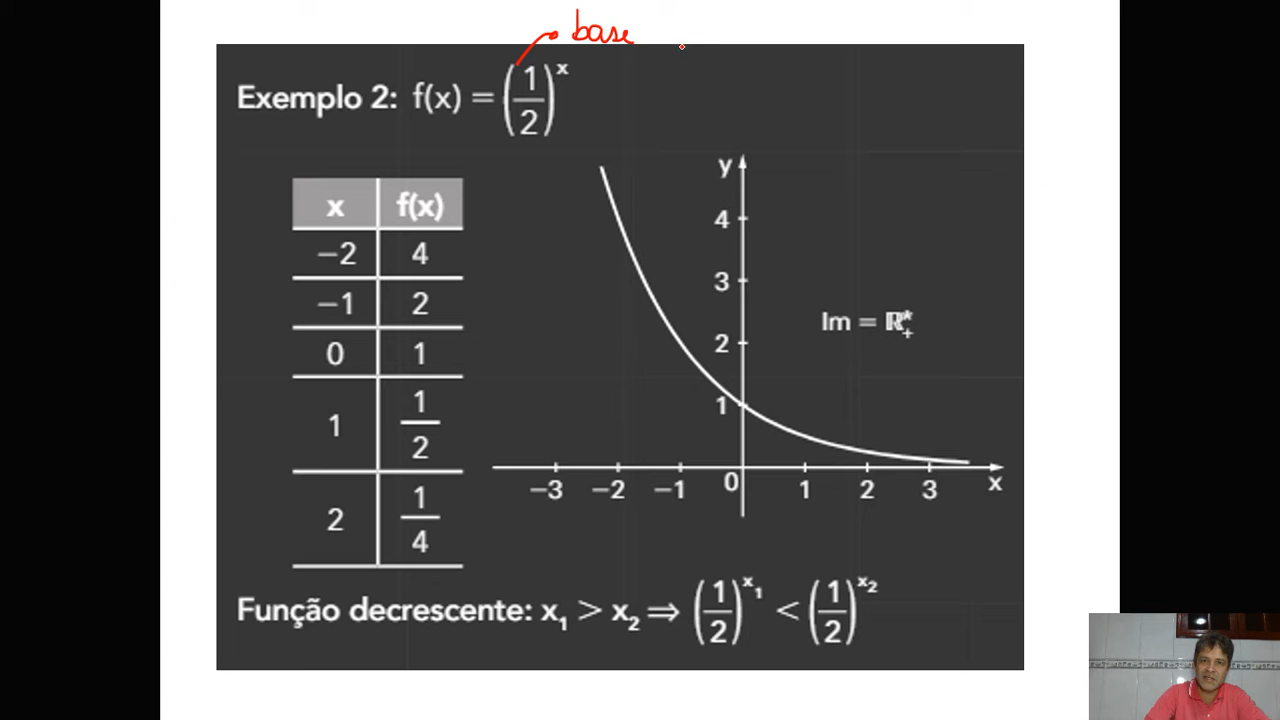 base
Exemplo 2: f(x) = (1/2)^x
x f(x)
−2 4
−1 2
0 1
1 1/2
2 1/4
y
4
3
2
1
Im = ℝ*₊
−3 −2 −1 0 1 2 3 x
Função decrescente: x₁ > x₂ ⇒ (1/2)^x₁ < (1/2)^x₂